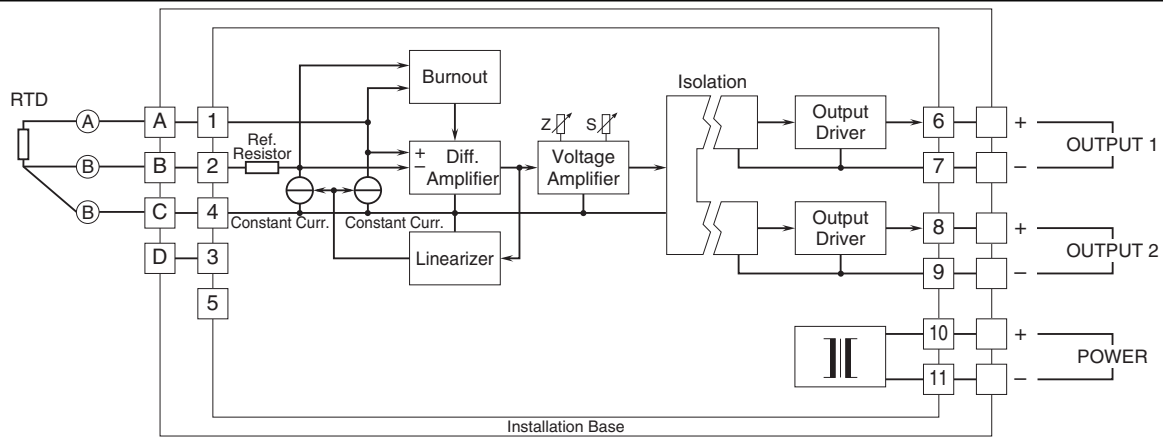 RTD
A
B
B
A
B
C
D
1
2
4
3
5
Ref.
Resistor
Constant Curr.
Constant Curr.
Burnout
+
−
Diff.
Amplifier
Linearizer
Z
S
Voltage
Amplifier
Isolation
Output
Driver
Output
Driver
6
7
8
9
10
11
+
−
OUTPUT 1
+
−
OUTPUT 2
+
−
POWER
Installation Base